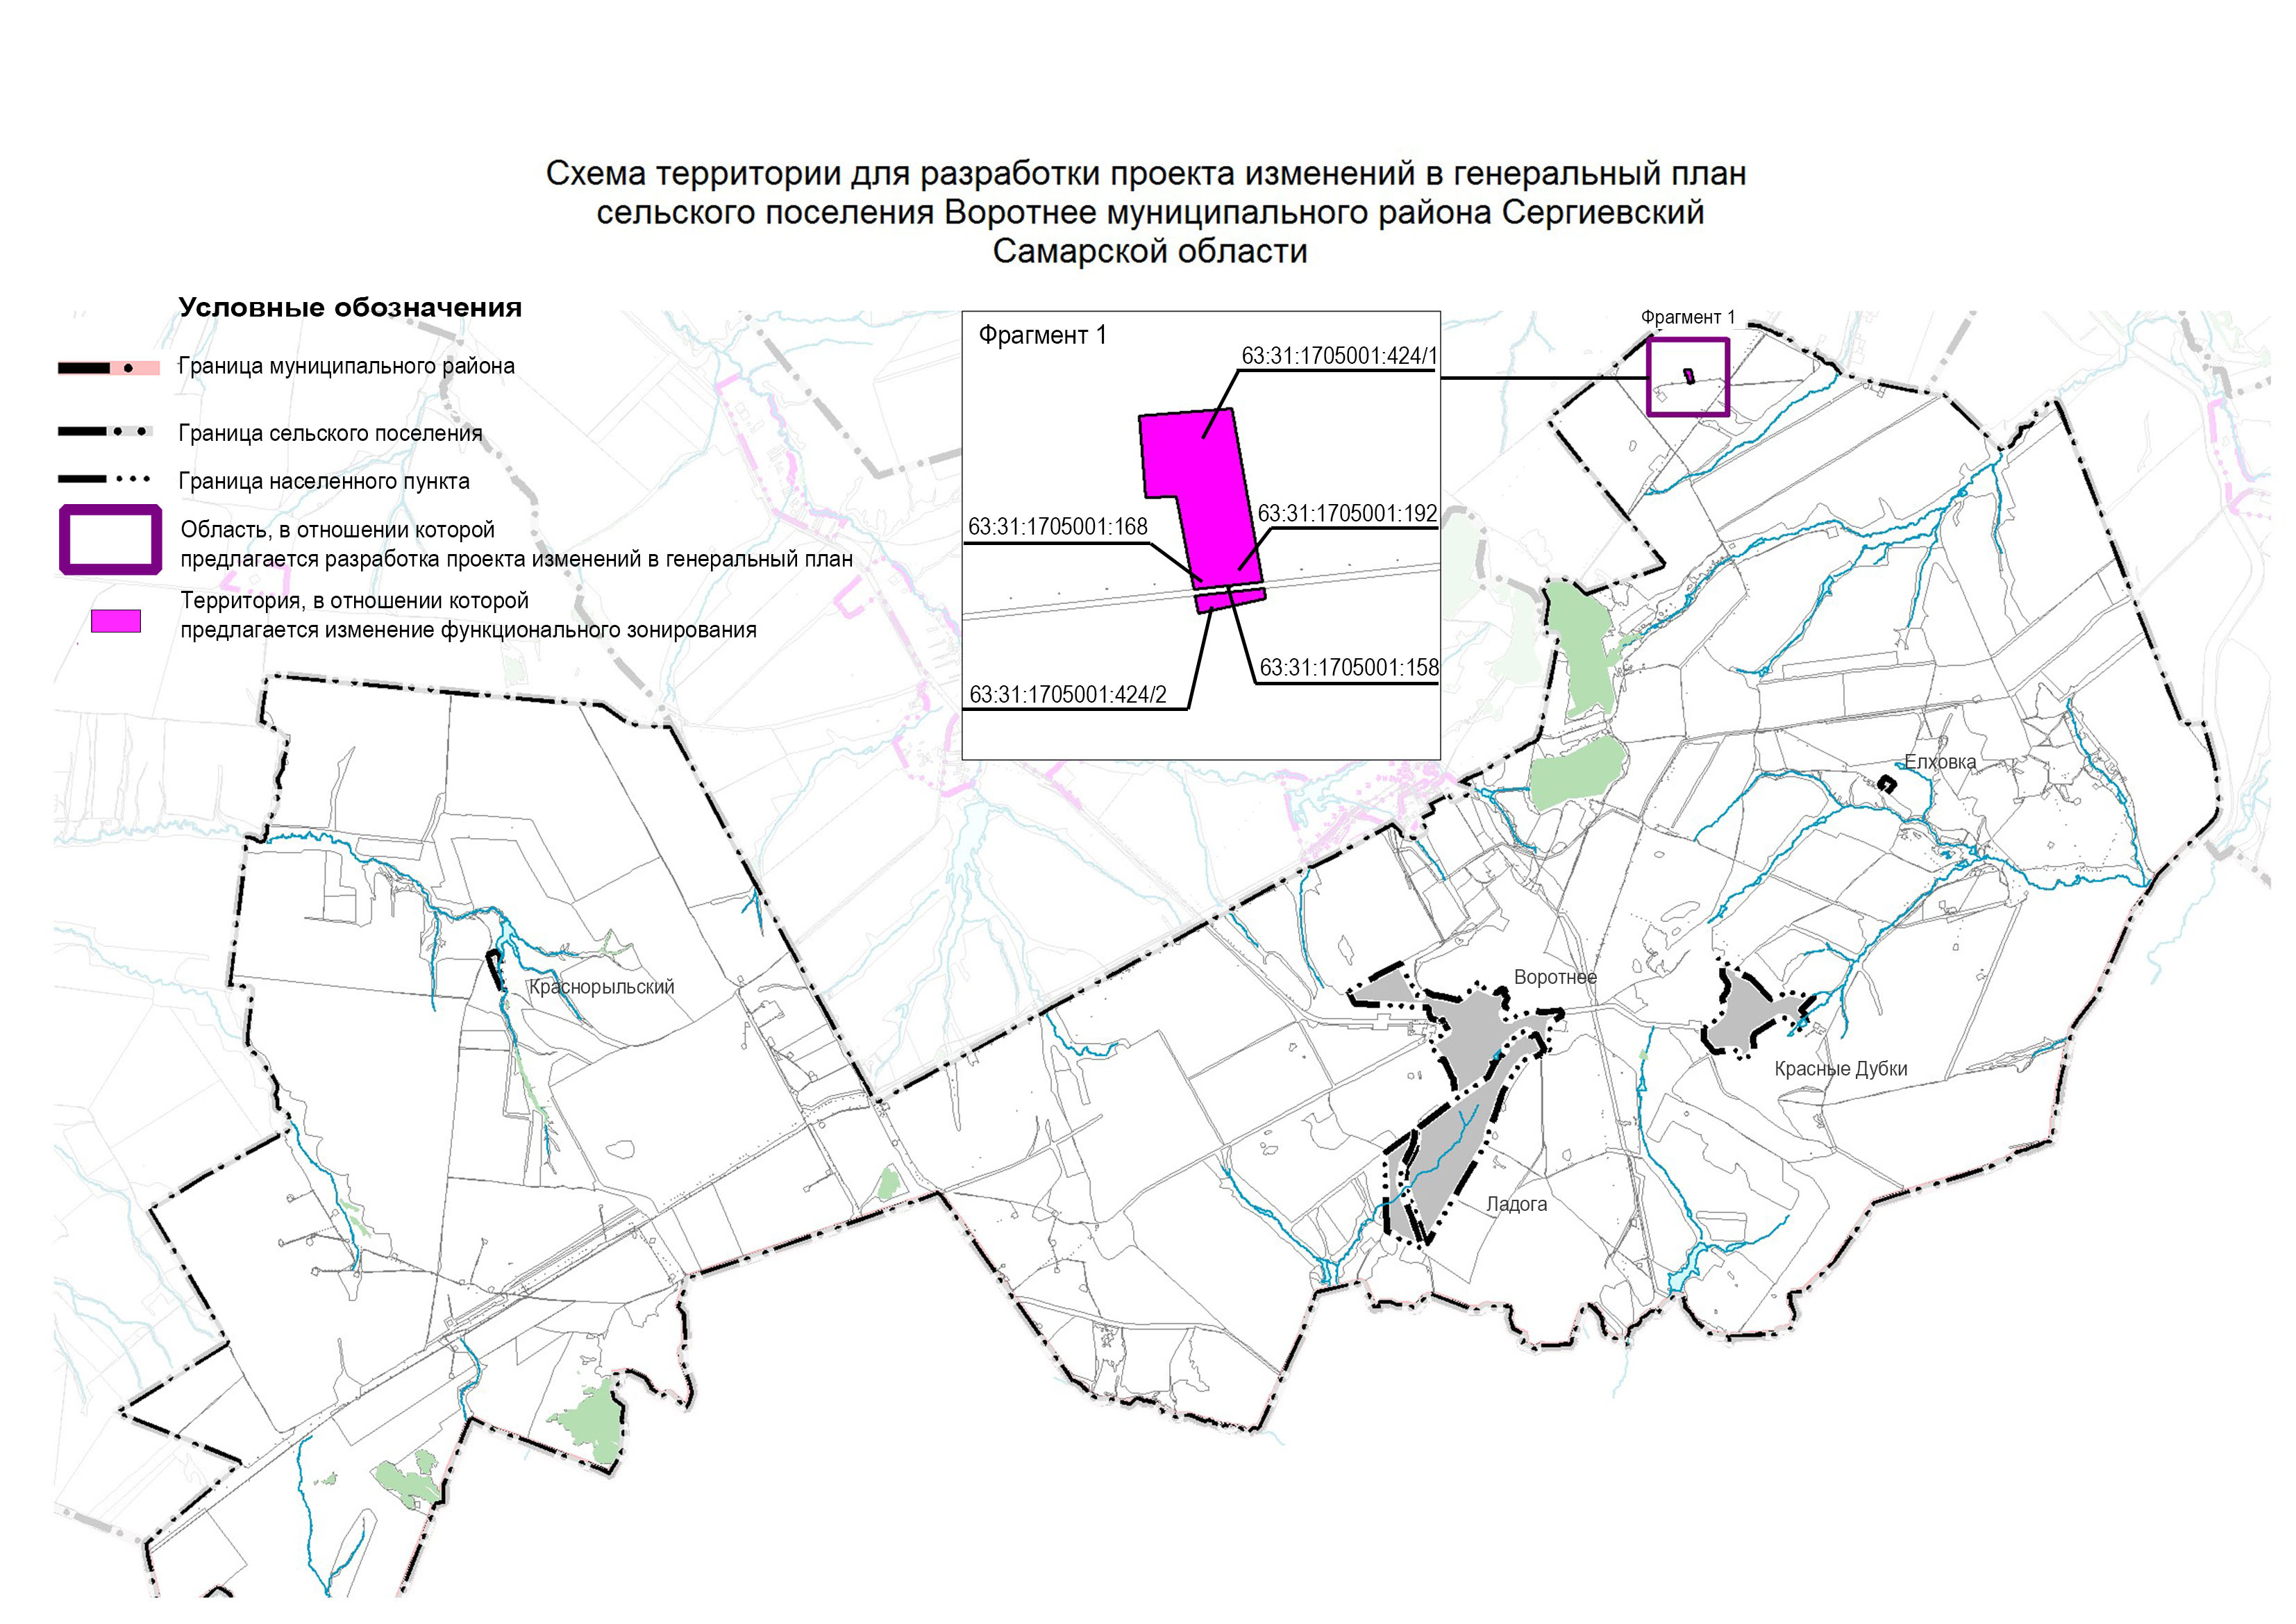 Схема территории для разработки проекта изменений в генеральный план
сельского поселения Воротнее муниципального района Сергиевский
Самарской области
Условные обозначения
Граница муниципального района
Граница сельского поселения
Граница населенного пункта
Область, в отношении которой
предлагается разработка проекта изменений в генеральный план
Территория, в отношении которой
предлагается изменение функционального зонирования
Фрагмент 1
63:31:1705001:424/1
63:31:1705001:192
63:31:1705001:168
63:31:1705001:158
63:31:1705001:424/2
Фрагмент 1
Елховка
Воротнее
Краснорыльский
Красные Дубки
Ладога